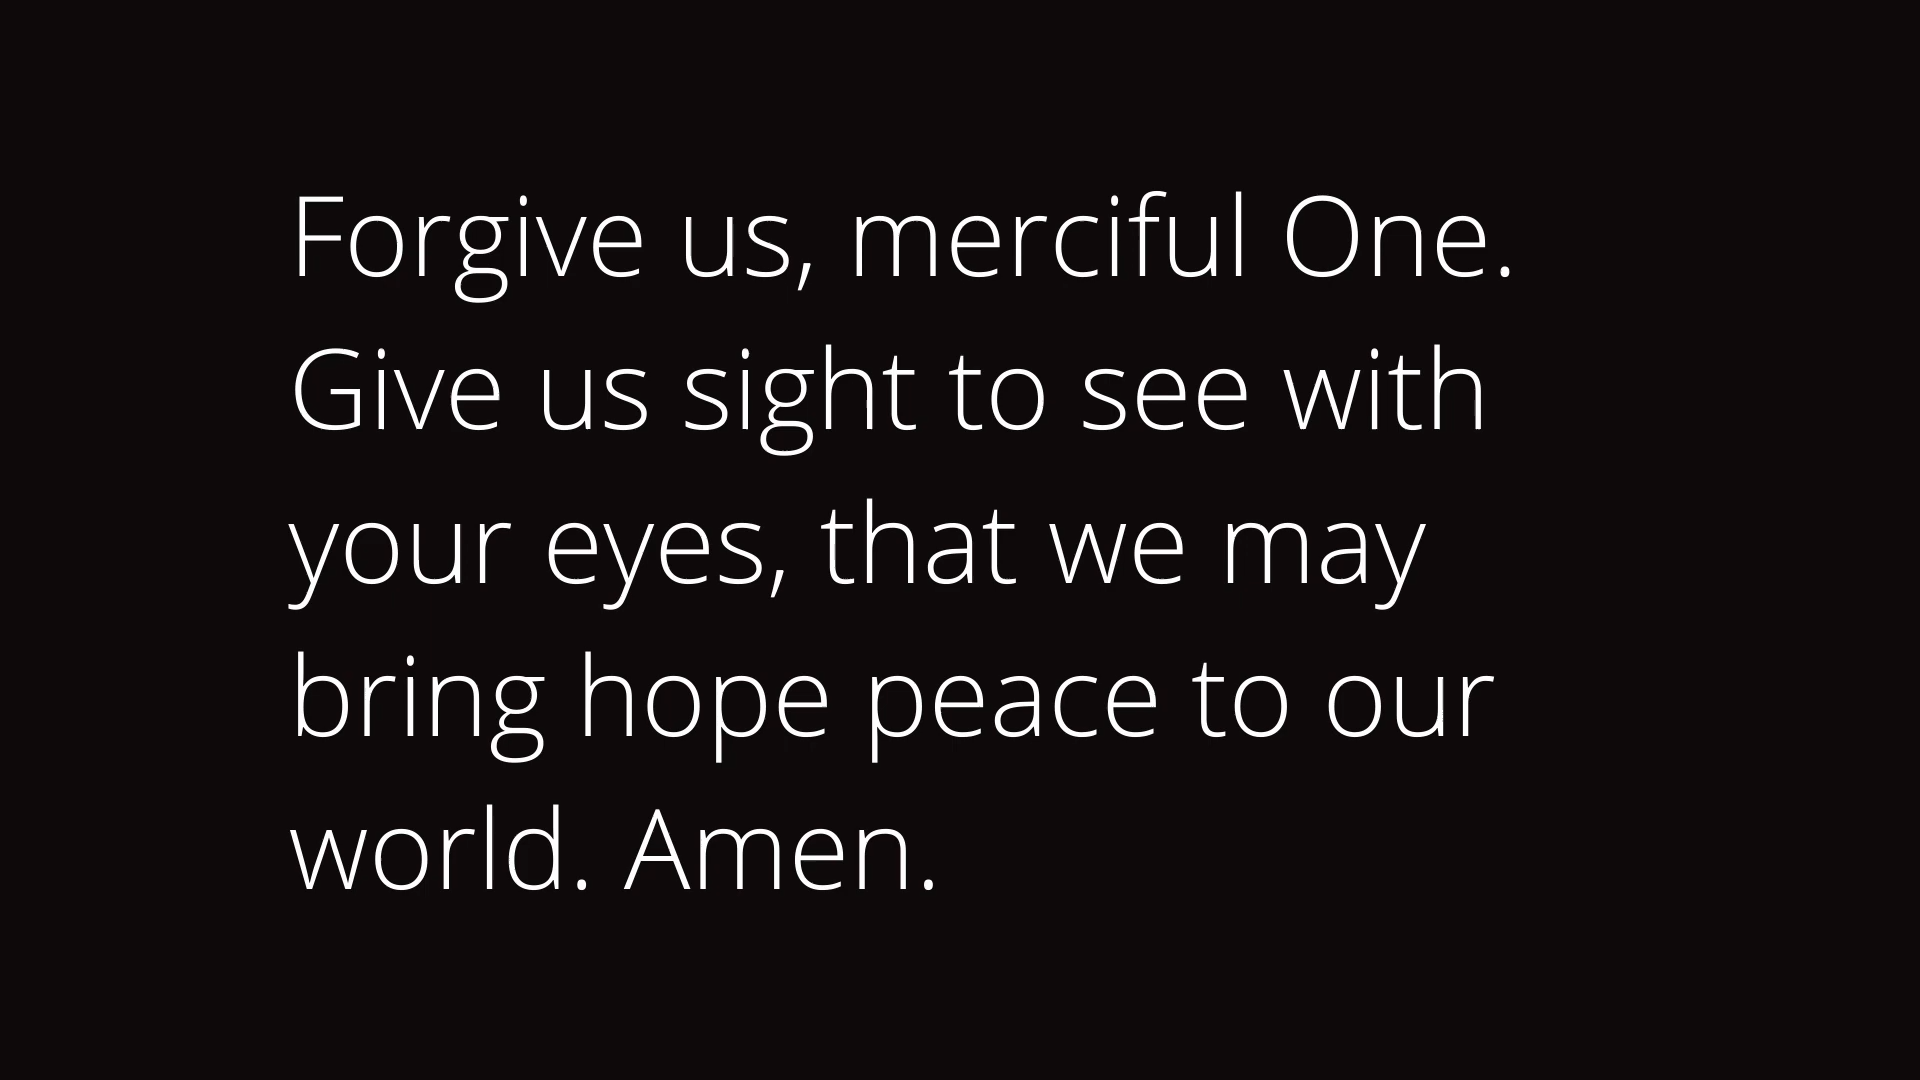 Forgive us, merciful One.
Give us sight to see with
your eyes, that we may
bring hope peace to our
world. Amen.